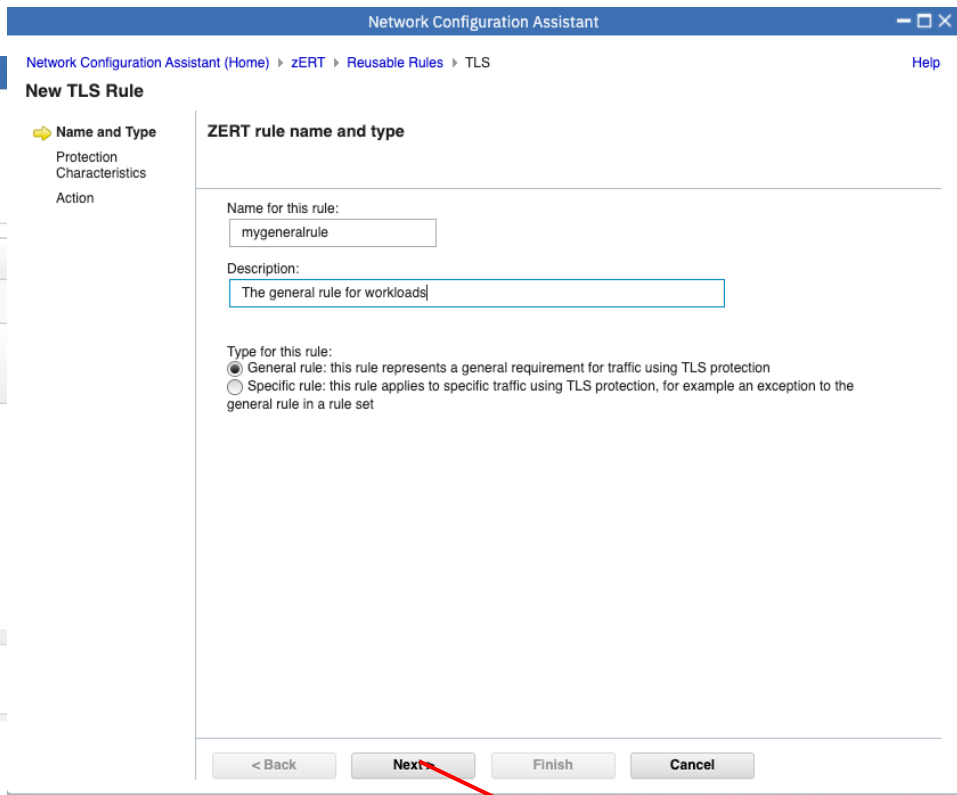 Network Configuration Assistant
Network Configuration Assistant (Home) zERT Reusable Rules TLS Help
New TLS Rule
Name and Type
Protection
Characteristics
Action
ZERT rule name and type
Name for this rule:
mygeneralrule
Description:
The general rule for workloads
Type for this rule:
General rule: this rule represents a general requirement for traffic using TLS protection
Specific rule: this rule applies to specific traffic using TLS protection, for example an exception to the
general rule in a rule set
< Back Next > Finish Cancel